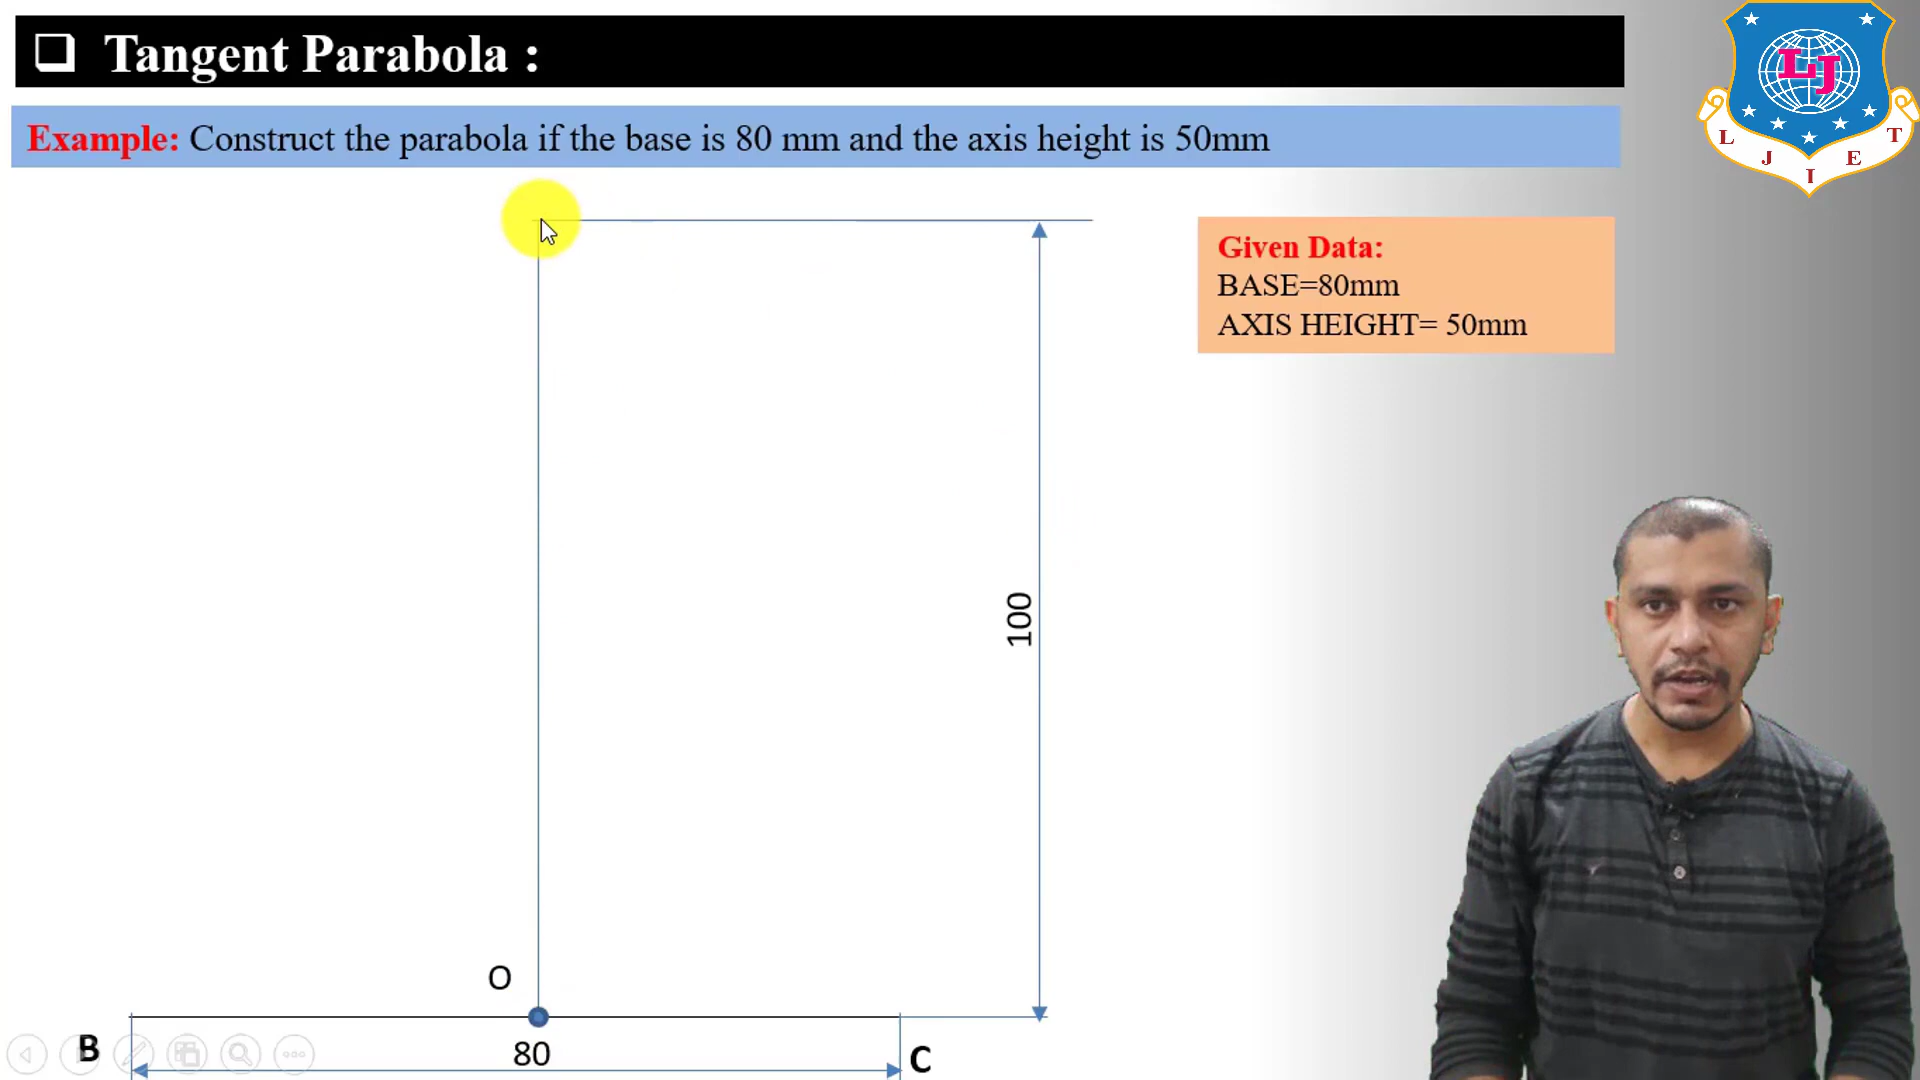 Tangent Parabola :
Example: Construct the parabola if the base is 80 mm and the axis height is 50mm
L J I E T
LJ
Given Data:
BASE=80mm
AXIS HEIGHT= 50mm
100
O
B
80
C